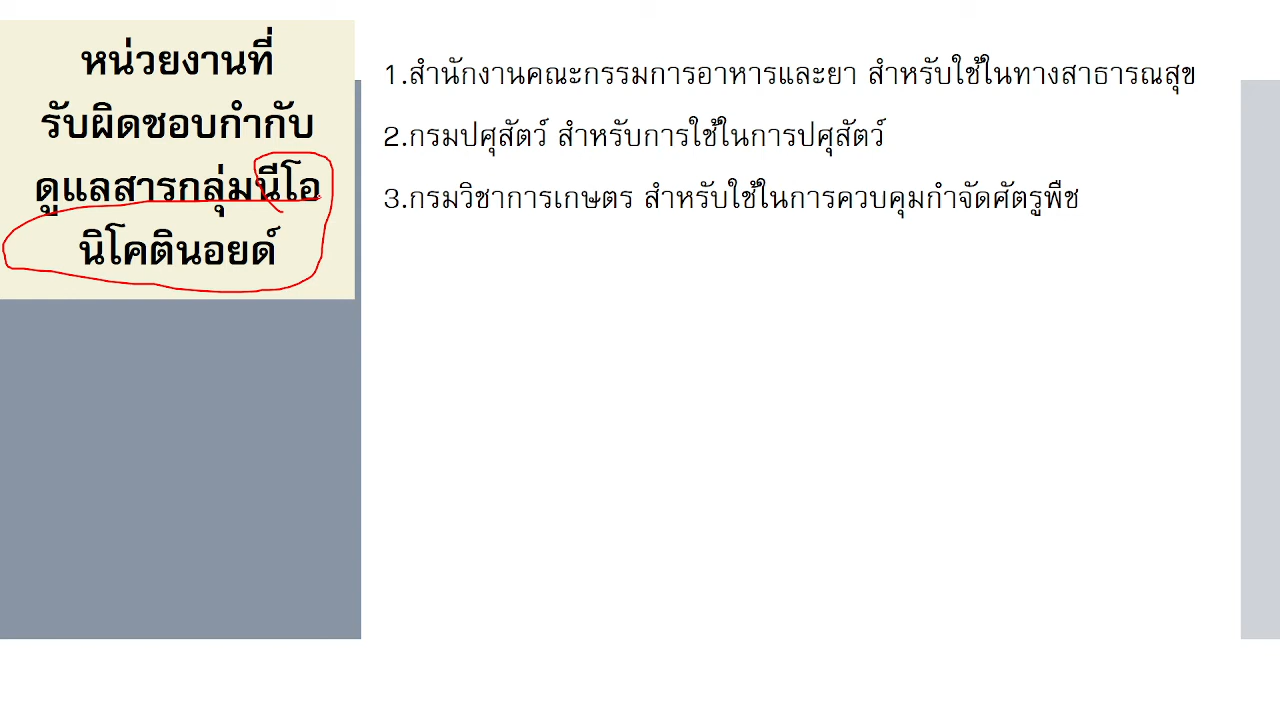 หน่วยงานที่
รับผิดชอบกำกับ
ดูแลสารกลุ่มนีโอ
นิโคตินอยด์
1.สำนักงานคณะกรรมการอาหารและยา สำหรับใช้ในทางสาธารณสุข
2.กรมปศุสัตว์ สำหรับการใช้ในการปศุสัตว์
3.กรมวิชาการเกษตร สำหรับใช้ในการควบคุมกำจัดศัตรูพืช